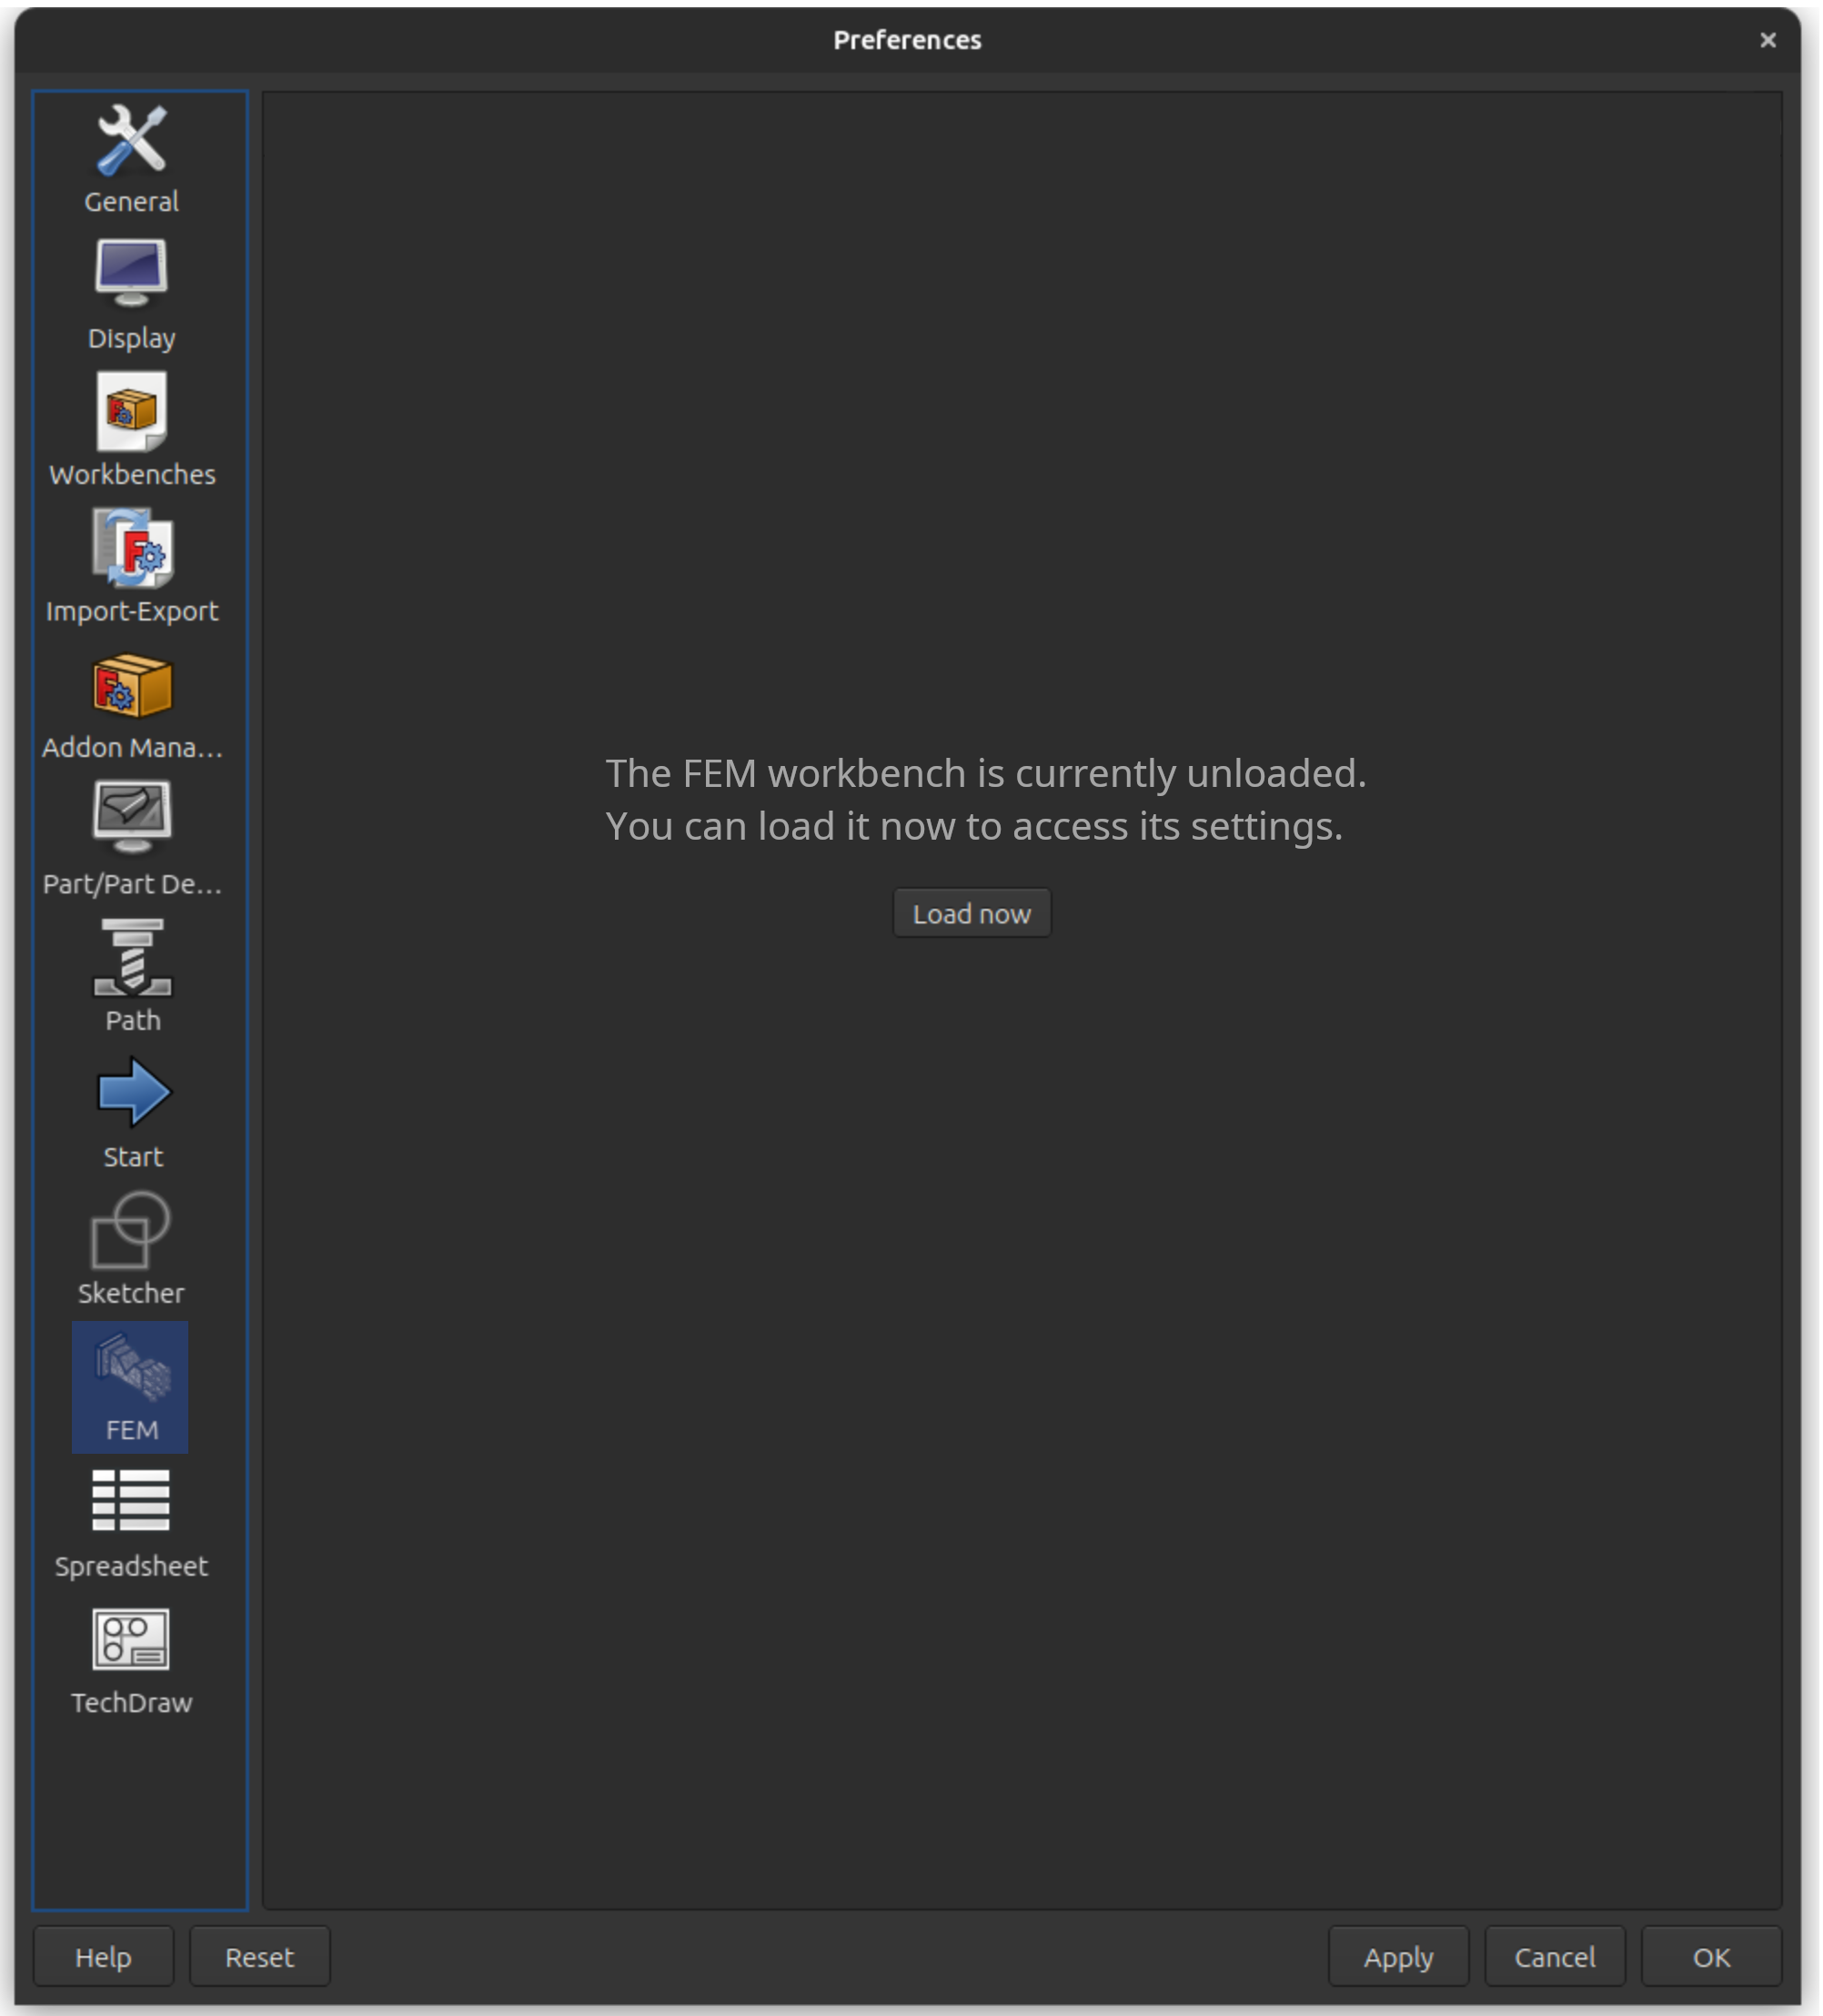 Preferences
General
Display
Workbenches
Import-Export
Addon Mana...
Part/Part De...
Path
Start
Sketcher
FEM
Spreadsheet
TechDraw
The FEM workbench is currently unloaded.
You can load it now to access its settings.
Load now
Help
Reset
Apply
Cancel
OK